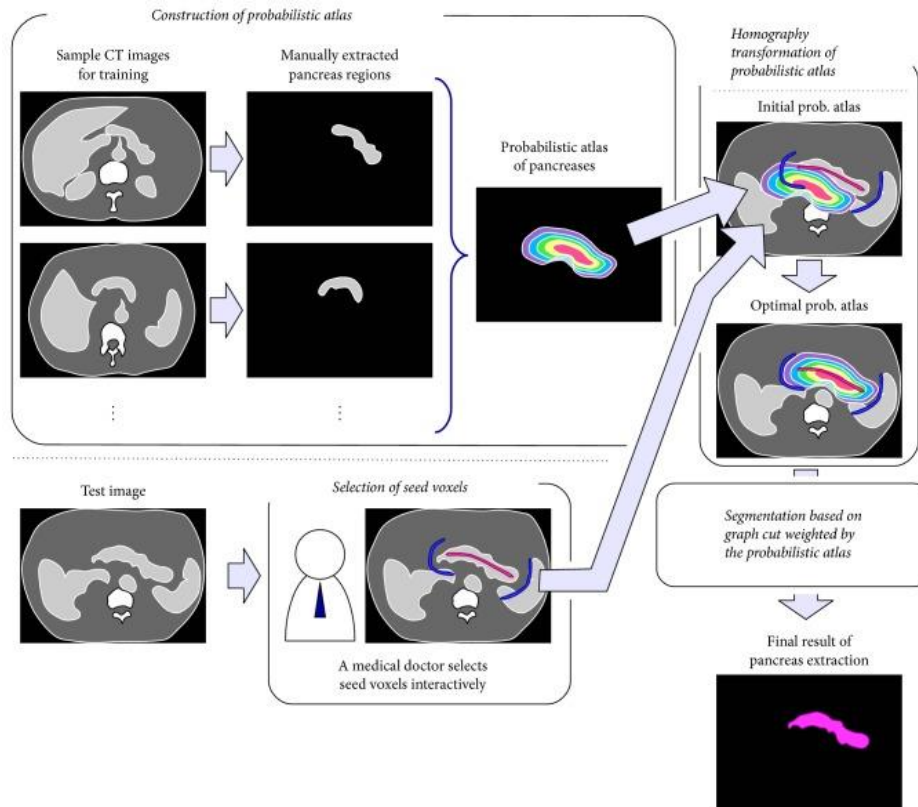 Construction of probabilistic atlas
Sample CT images
for training
Manually extracted
pancreas regions
Probabilistic atlas
of pancreases
Homography
transformation of
probabilistic atlas
Initial prob. atlas
Optimal prob. atlas
Test image
Selection of seed voxels
A medical doctor selects
seed voxels interactively
Segmentation based on
graph cut weighted by
the probabilistic atlas
Final result of
pancreas extraction